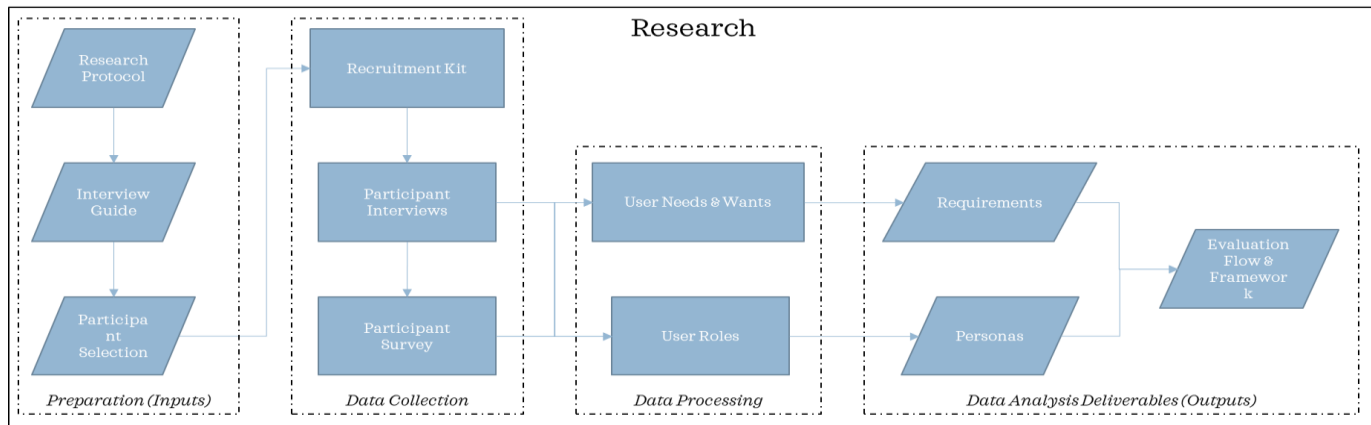 Research
Research
Protocol
Interview
Guide
Participa
nt
Selection
Preparation (Inputs)
Recruitment Kit
Participant
Interviews
Participant
Survey
Data Collection
User Needs & Wants
User Roles
Data Processing
Requirements
Personas
Evaluation
Flow &
Framewor
k
Data Analysis Deliverables (Outputs)